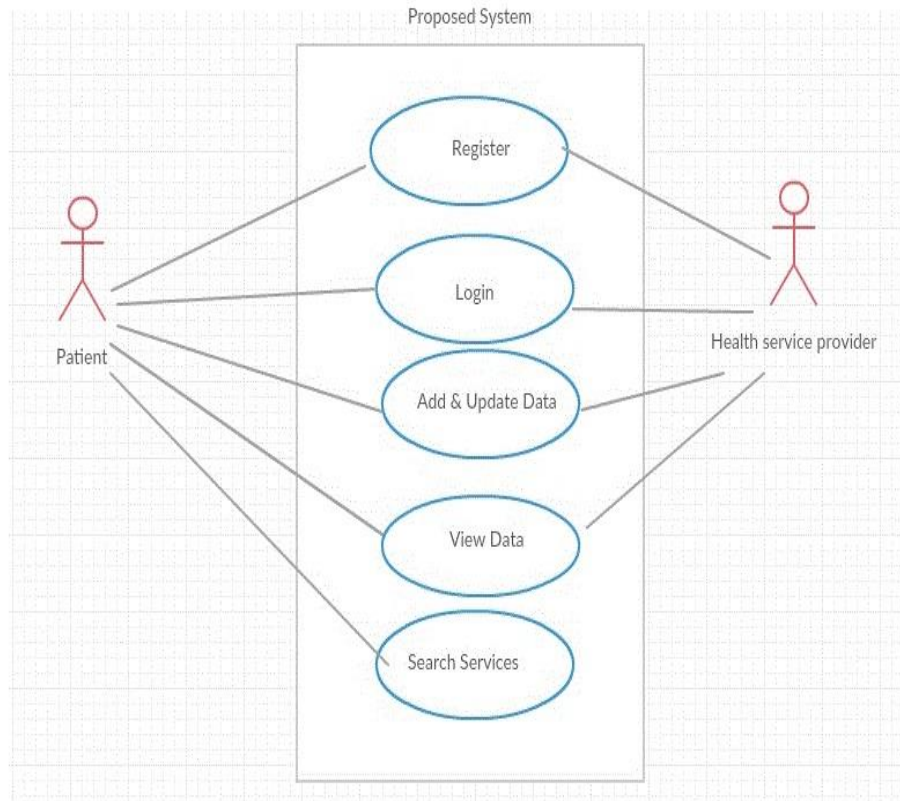 Proposed System
Register
Login
Patient
Health service provider
Add & Update Data
View Data
Search Services